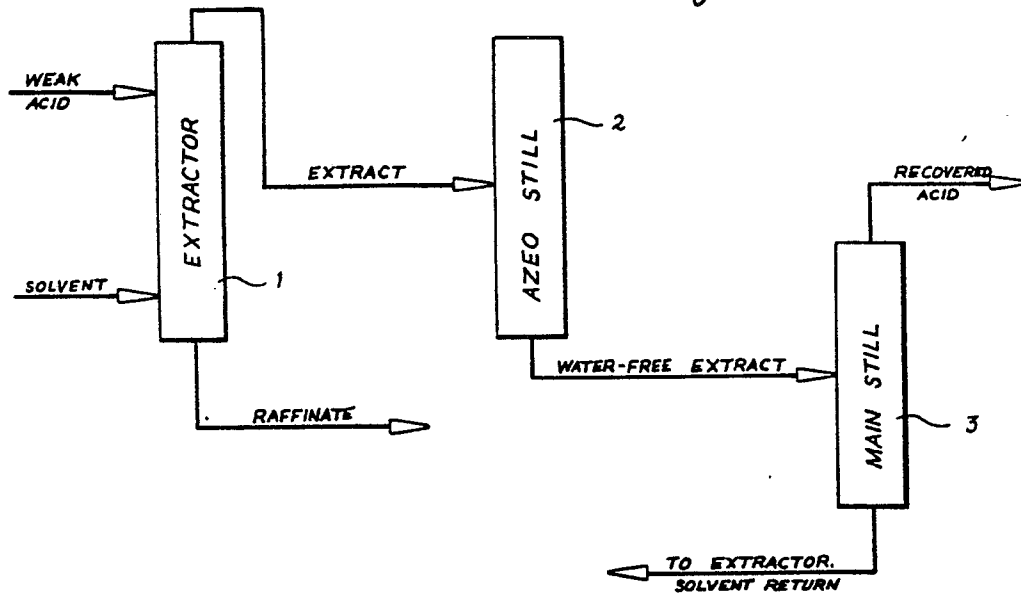 WEAK
ACID
EXTRACTOR
1
SOLVENT
EXTRACT
RAFFINATE
AZEO STILL
2
WATER-FREE EXTRACT
RECOVERED
ACID
MAIN STILL
3
TO EXTRACTOR.
SOLVENT RETURN